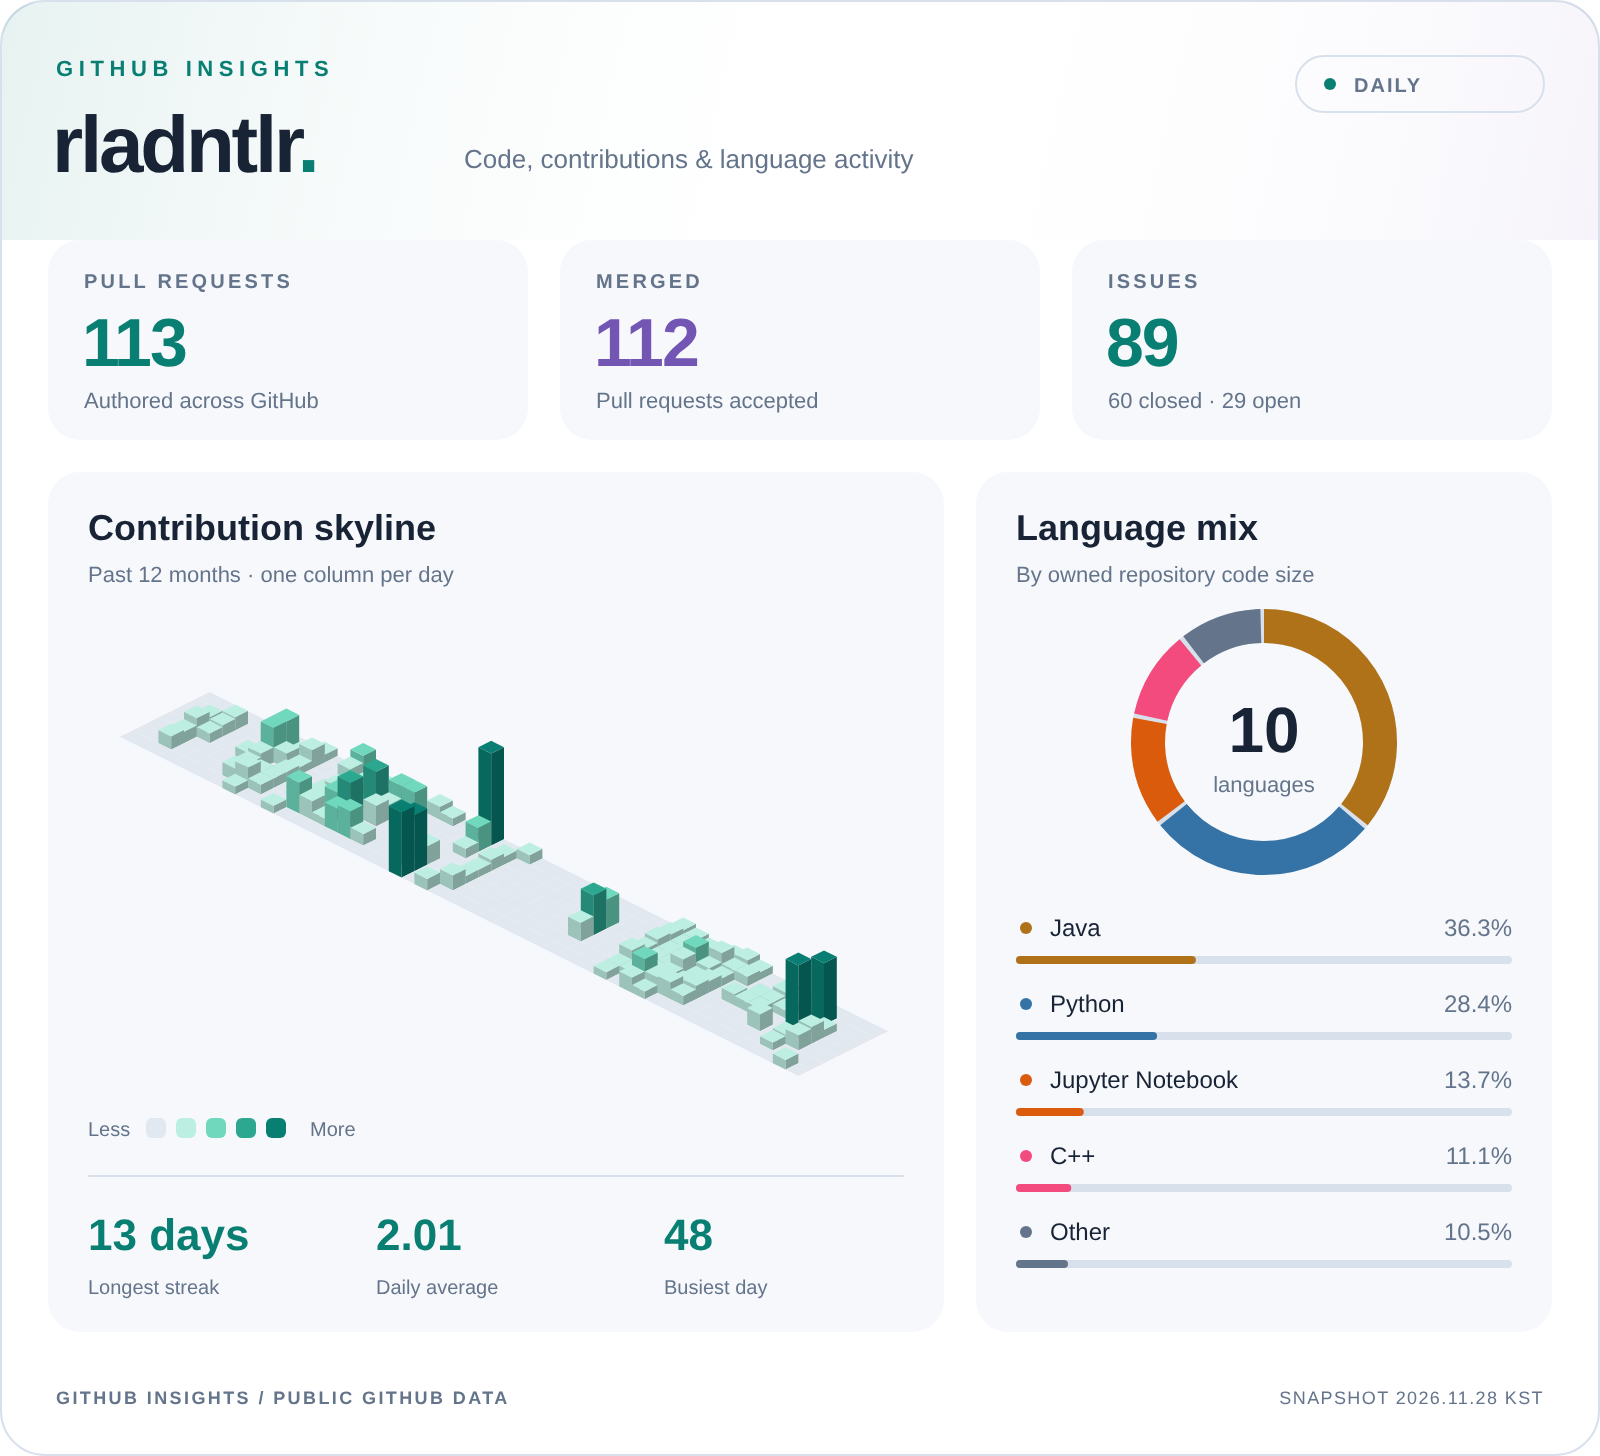 GITHUB INSIGHTS
DAILY
rladntlr.
Code, contributions & language activity
PULL REQUESTS
113
Authored across GitHub
MERGED
112
Pull requests accepted
ISSUES
89
60 closed · 29 open
Contribution skyline
Past 12 months · one column per day
Less
More
13 days
Longest streak
2.01
Daily average
48
Busiest day
Language mix
By owned repository code size
10
languages
Java 36.3%
Python 28.4%
Jupyter Notebook 13.7%
C++ 11.1%
Other 10.5%
GITHUB INSIGHTS / PUBLIC GITHUB DATA
SNAPSHOT 2026.11.28 KST